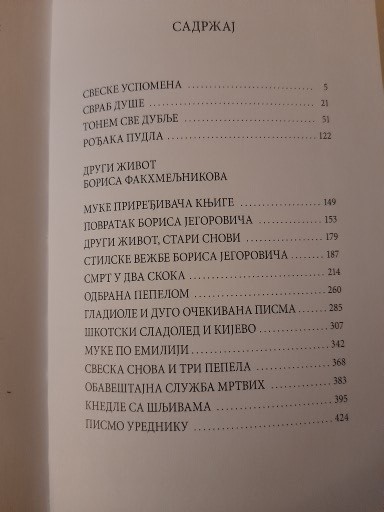 САДРЖАЈ
СВЕСКЕ УСПОМЕНА ........................ 5
СВРАБ ДУШЕ ........................ 21
ТОНЕМ СВЕ ДУБЉЕ ........................ 51
РОЂАКА ПУДЛА ........................ 122
ДРУГИ ЖИВОТ
БОРИСА ФАКХМЕЉНИКОВА
МУКЕ ПРИРЕЂИВАЧА КЊИГЕ ........................ 149
ПОВРАТАК БОРИСА ЈЕГОРОВИЧА ........................ 153
ДРУГИ ЖИВОТ, СТАРИ СНОВИ ........................ 179
СТИЛСКЕ ВЕЖБЕ БОРИСА ЈЕГОРОВИЧА ........................ 187
СМРТ У ДВА СКОКА ........................ 214
ОДБРАНА ПЕПЕЛОМ ........................ 260
ГЛАДИОЛЕ И ДУГО ОЧЕКИВАНА ПИСМА ........................ 285
ШКОТСКИ СЛАДОЛЕД И КИЈЕВО ........................ 307
МУКЕ ПО ЕМИЛИЈИ ........................ 342
СВЕСКА СНОВА И ТРИ ПЕПЕЛА ........................ 368
ОБАВЕШТАЈНА СЛУЖБА МРТВИХ ........................ 383
КНЕДЛЕ СА ШЉИВАМА ........................ 395
ПИСМО УРЕДНИКУ ........................ 424